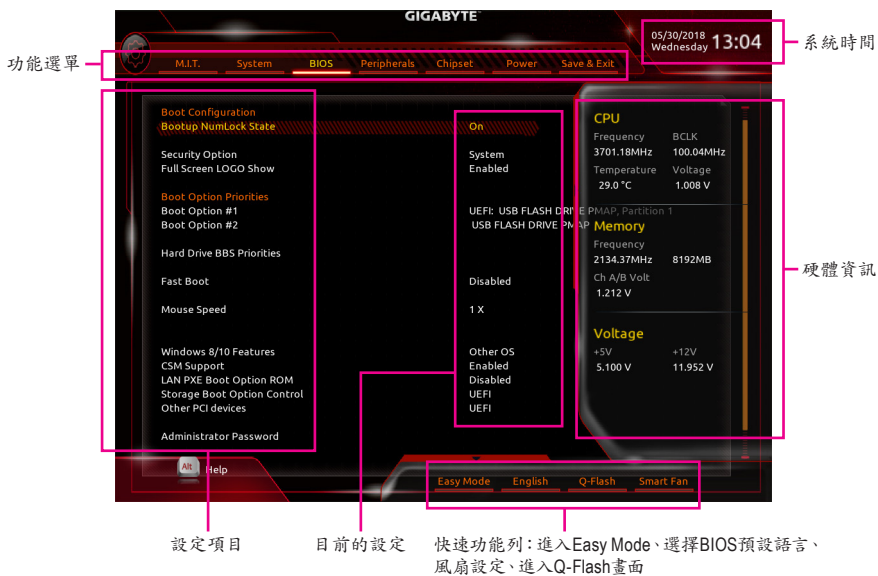 GIGABYTE
05/30/2018
Wednesday
13:04
系統時間
功能選單
M.I.T. System BIOS Peripherals Chipset Power Save & Exit
Boot Configuration
Bootup NumLock State On
Security Option System
Full Screen LOGO Show Enabled
Boot Option Priorities
Boot Option #1 UEFI: USB FLASH DRIVE PMAP, Partition 1
Boot Option #2 USB FLASH DRIVE PMAP
Hard Drive BBS Priorities
Fast Boot Disabled
Mouse Speed 1 X
Windows 8/10 Features Other OS
CSM Support Enabled
LAN PXE Boot Option ROM Disabled
Storage Boot Option Control UEFI
Other PCI devices UEFI
Administrator Password
CPU
Frequency BCLK
3701.18MHz 100.04MHz
Temperature Voltage
29.0 °C 1.008 V
Memory
Frequency
2134.37MHz 8192MB
Ch A/B Volt
1.212 V
Voltage
+5V +12V
5.100 V 11.952 V
硬體資訊
Alt Help
Easy Mode English Q-Flash Smart Fan
設定項目
目前的設定
快速功能列：進入Easy Mode、選擇BIOS預設語言、
風扇設定、進入Q-Flash畫面